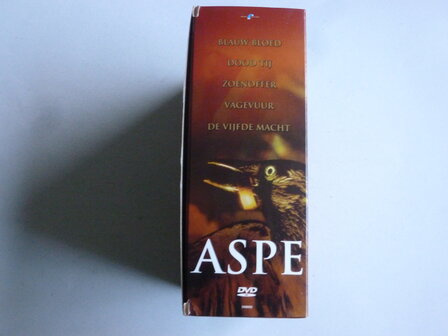 BLAUW BLOED
DOOD TIJ
ZOENOFFER
VAGEVUUR
DE VIJFDE MACHT
ASPE
DVD